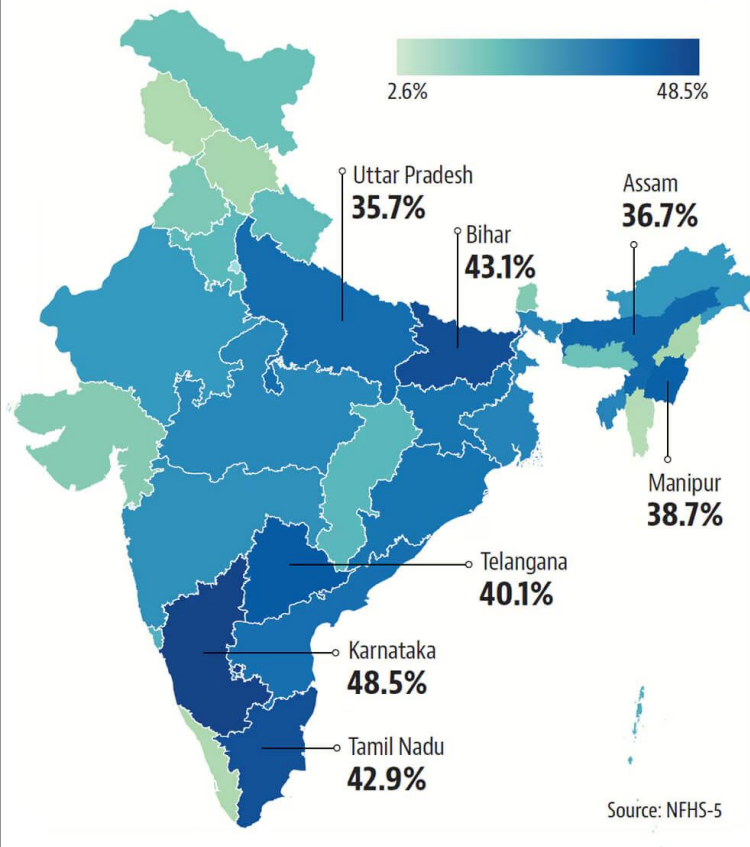 2.6%
48.5%
Uttar Pradesh
35.7%
Assam
36.7%
Bihar
43.1%
Manipur
38.7%
Telangana
40.1%
Karnataka
48.5%
Tamil Nadu
42.9%
Source: NFHS-5